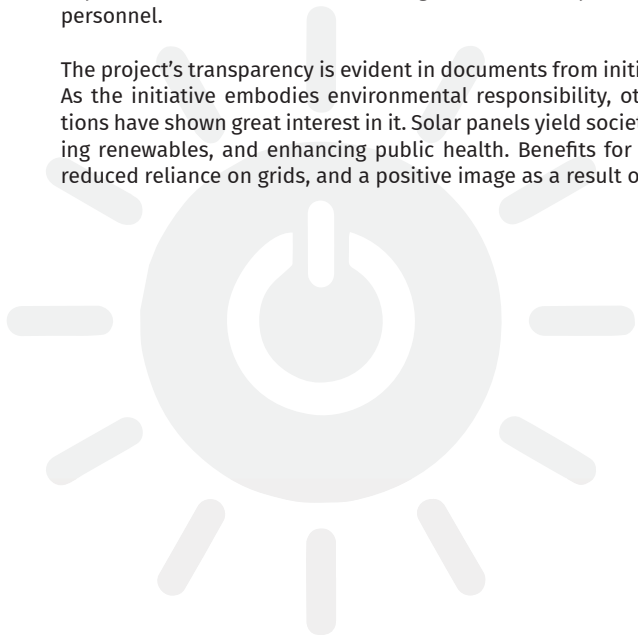 personnel.
The project’s transparency is evident in documents from initi
As the initiative embodies environmental responsibility, ot
tions have shown great interest in it. Solar panels yield societ
ing renewables, and enhancing public health. Benefits for
reduced reliance on grids, and a positive image as a result o